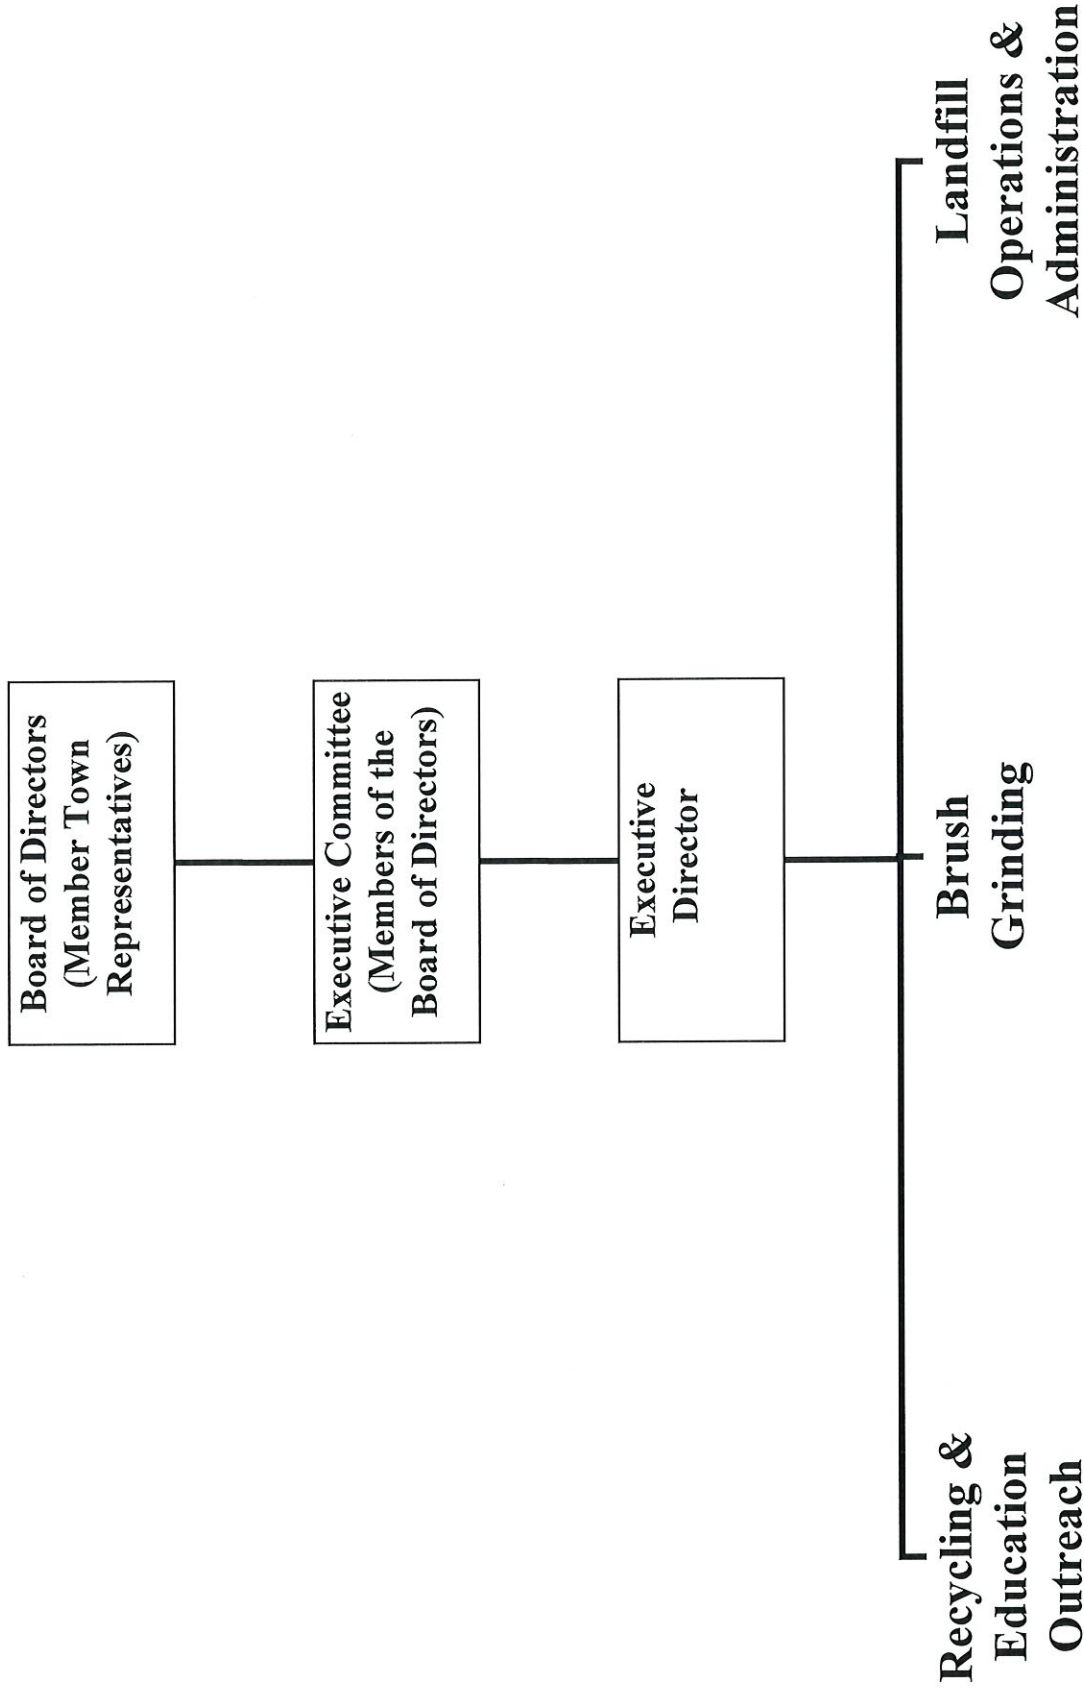 Board of Directors
(Member Town
Representatives)
Executive Committee
(Members of the
Board of Directors)
Executive
Director
Recycling &
Education
Outreach
Brush
Grinding
Landfill
Operations &
Administration